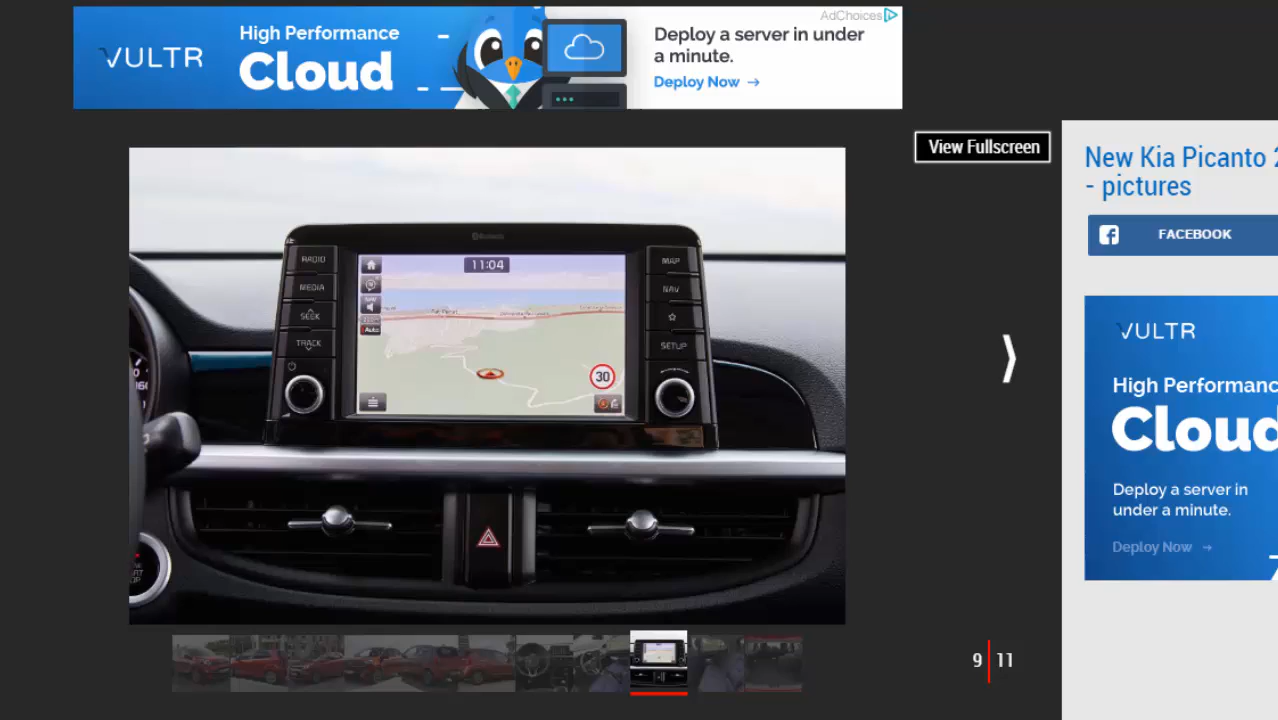 AdChoices
VULTR
High Performance
Cloud
Deploy a server in under
a minute.
Deploy Now →
View Fullscreen
New Kia Picanto
- pictures
FACEBOOK
RADIO
MEDIA
SEEK
TRACK
11:04
Auto
30
MAP
NAV
SETUP
VULTR
High Performanc
Cloud
Deploy a server in
under a minute.
Deploy Now →
9 11